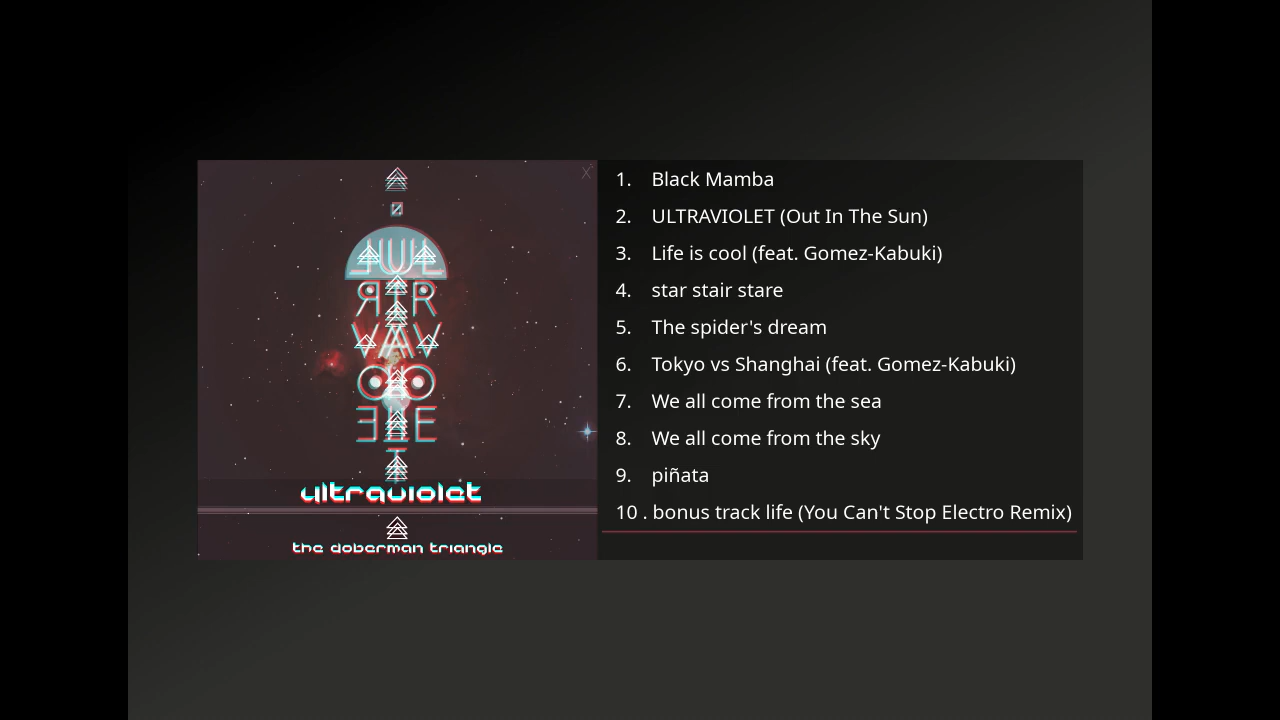 ultraviolet
the doberman triangle
1. Black Mamba
2. ULTRAVIOLET (Out In The Sun)
3. Life is cool (feat. Gomez-Kabuki)
4. star stair stare
5. The spider's dream
6. Tokyo vs Shanghai (feat. Gomez-Kabuki)
7. We all come from the sea
8. We all come from the sky
9. piñata
10 . bonus track life (You Can't Stop Electro Remix)